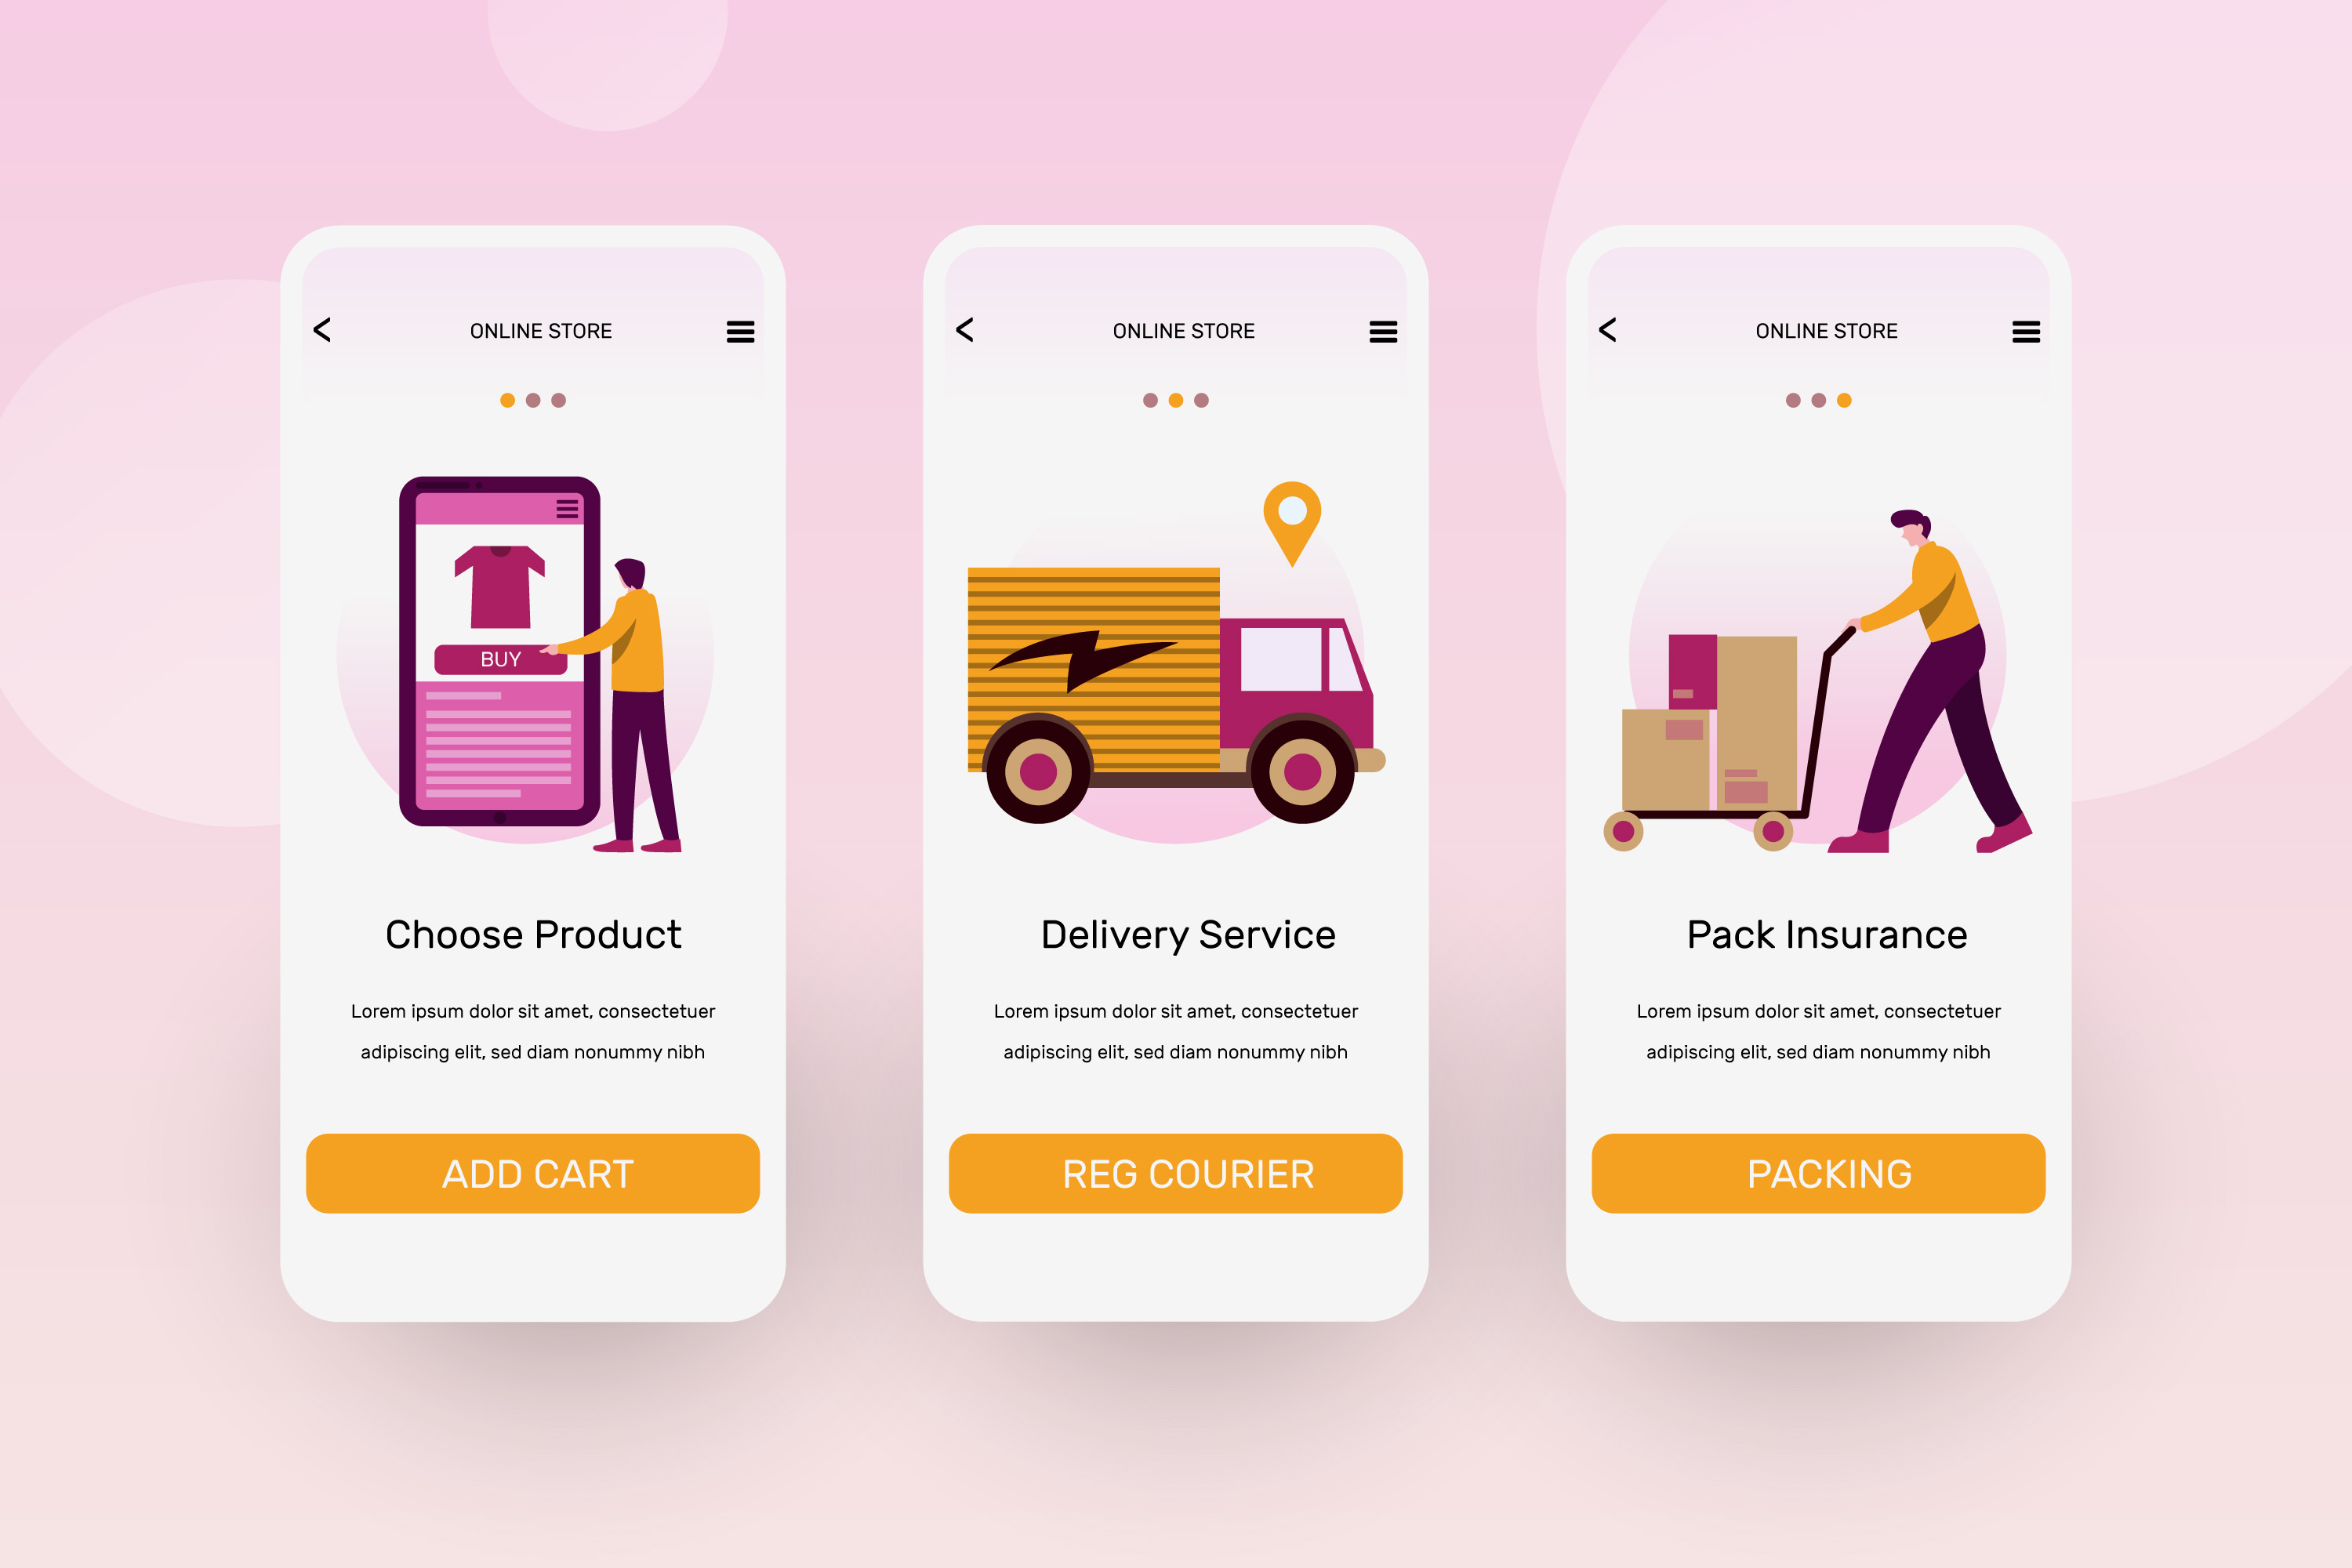 ONLINE STORE
BUY
Choose Product
Lorem ipsum dolor sit amet, consectetuer
adipiscing elit, sed diam nonummy nibh
ADD CART
ONLINE STORE
Delivery Service
Lorem ipsum dolor sit amet, consectetuer
adipiscing elit, sed diam nonummy nibh
REG COURIER
ONLINE STORE
Pack Insurance
Lorem ipsum dolor sit amet, consectetuer
adipiscing elit, sed diam nonummy nibh
PACKING